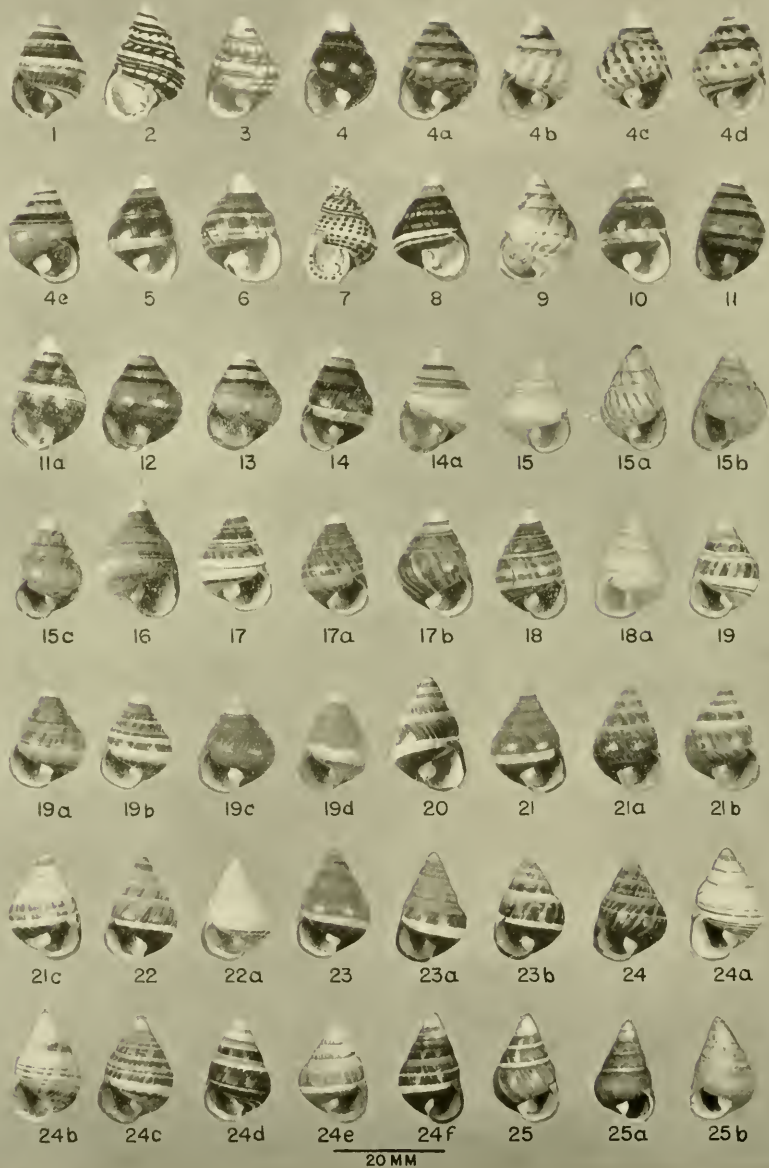 1 2 3 4 4a 4b 4c 4d
4e 5 6 7 8 9 10 11
11a 12 13 14 14a 15 15a 15b
15c 16 17 17a 17b 18 18a 19
19a 19b 19c 19d 20 21 21a 21b
21c 22 22a 23 23a 23b 24 24a
24b 24c 24d 24e 24f 25 25a 25b
20 MM